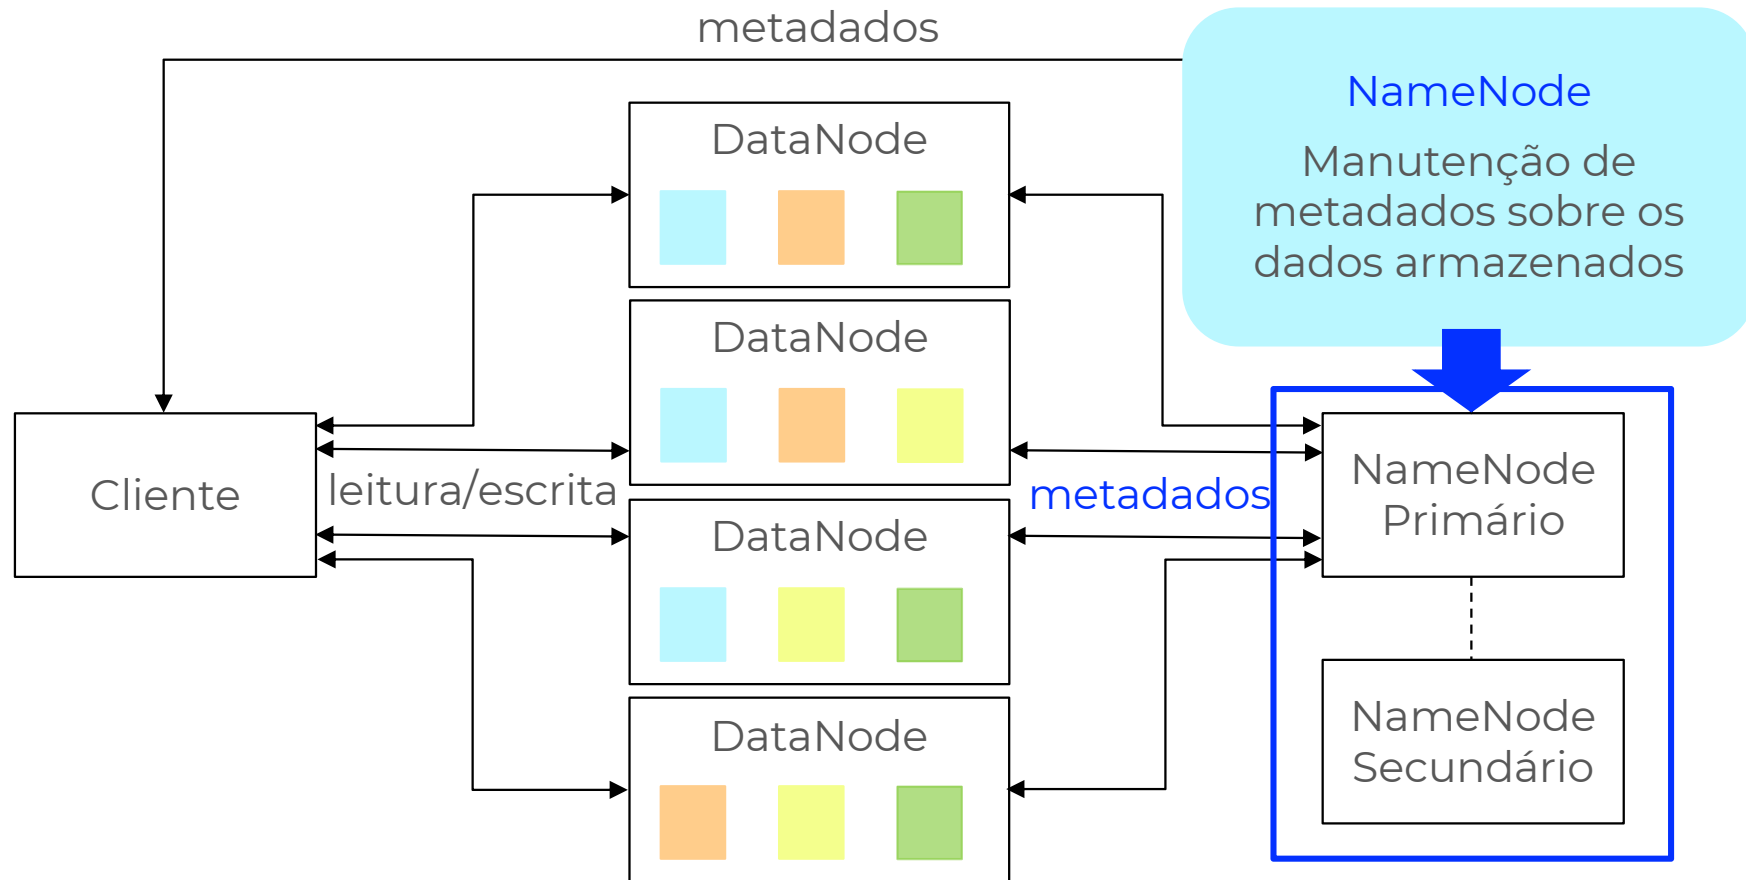 metadados
NameNode
Manutenção de
metadados sobre os
dados armazenados
DataNode
DataNode
Cliente
leitura/escrita
metadados
NameNode
Primário
DataNode
DataNode
NameNode
Secundário